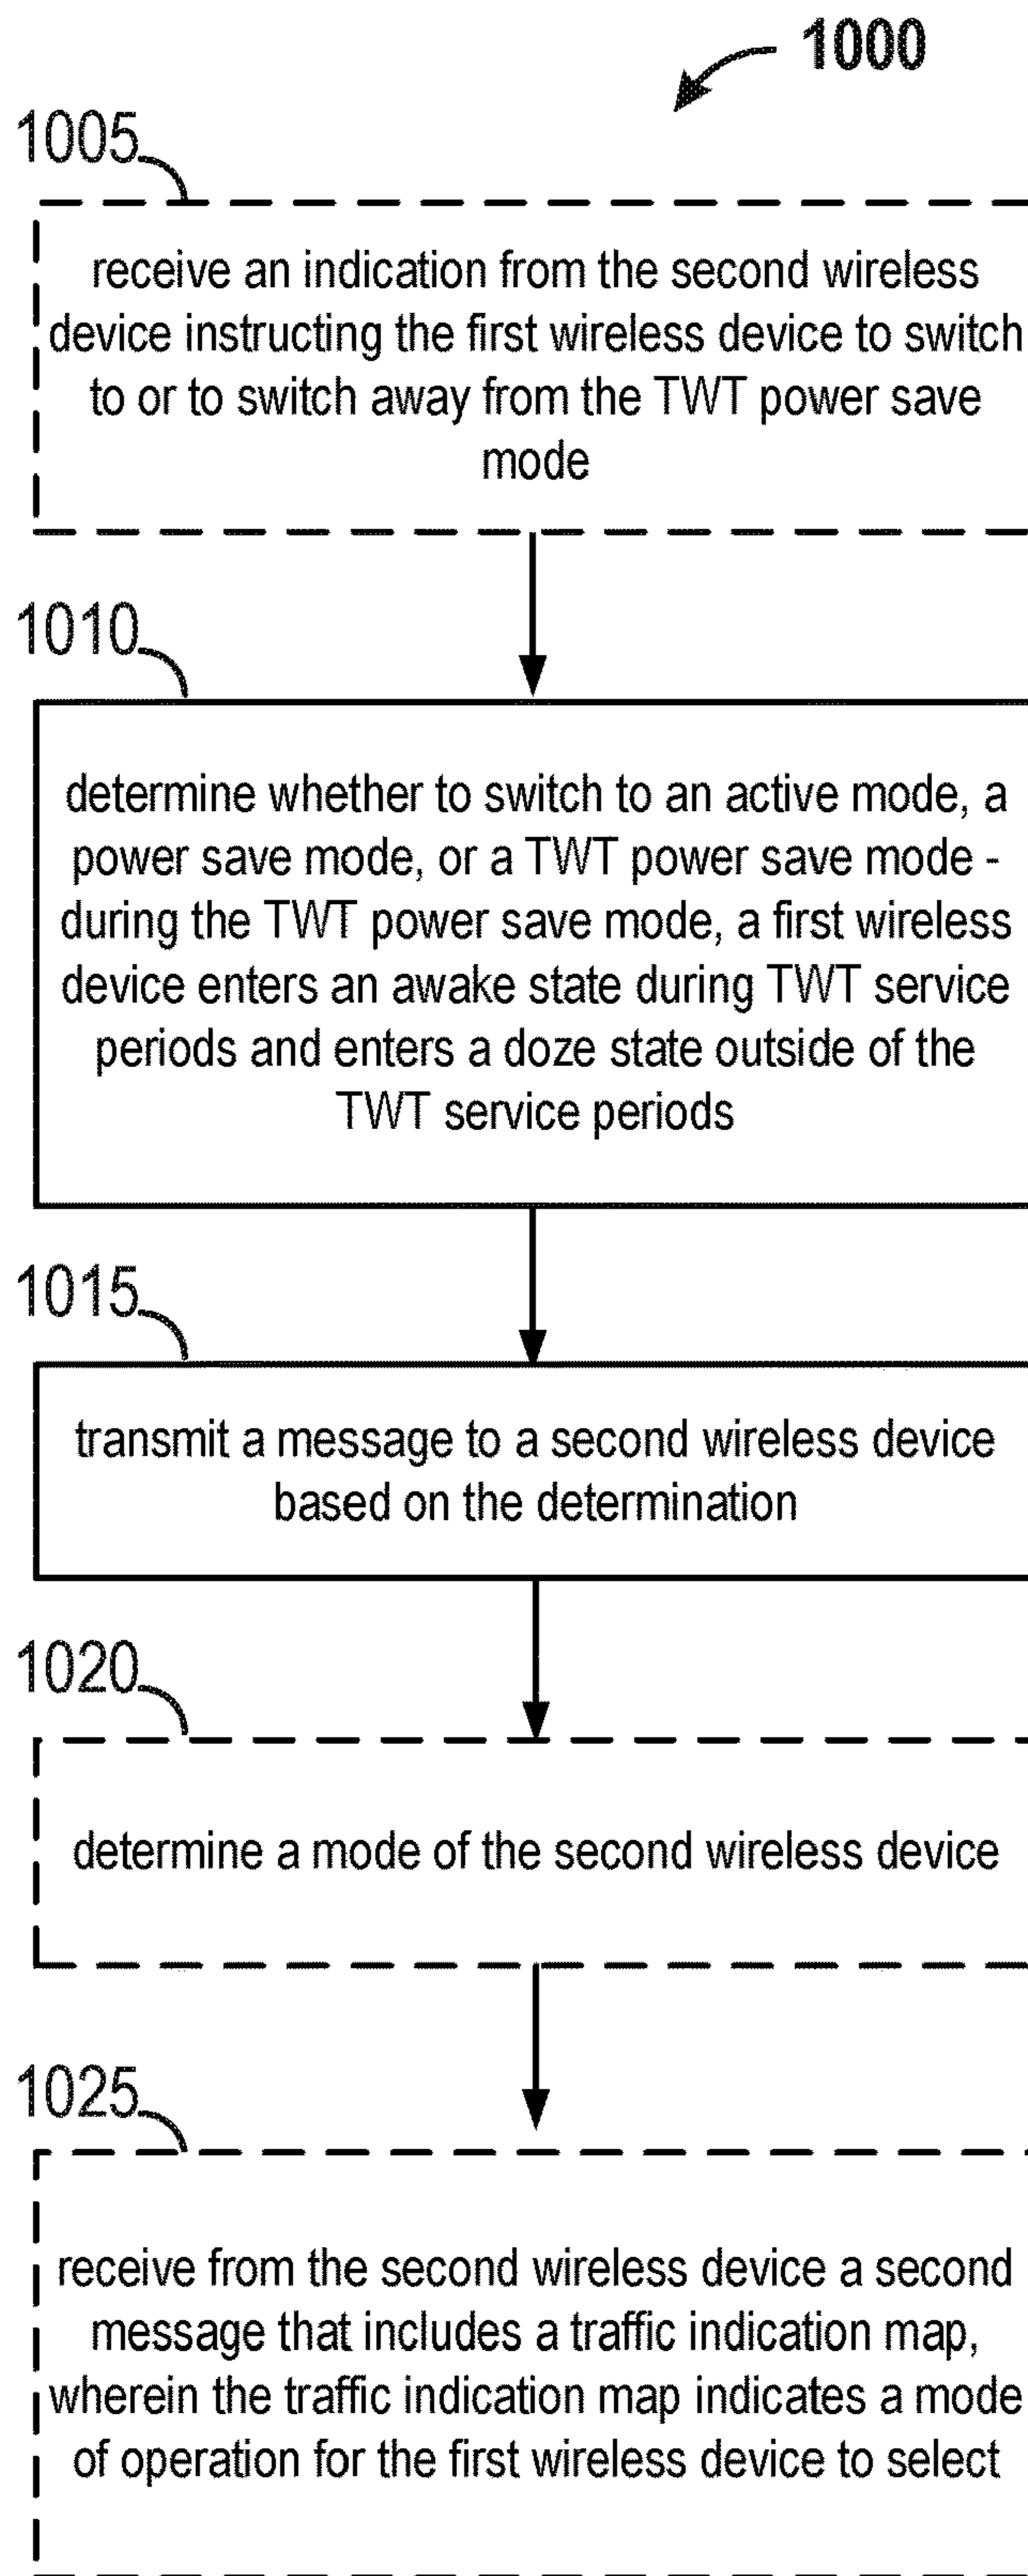 1000
1005
receive an indication from the second wireless
device instructing the first wireless device to switch
to or to switch away from the TWT power save
mode
1010
determine whether to switch to an active mode, a
power save mode, or a TWT power save mode -
during the TWT power save mode, a first wireless
device enters an awake state during TWT service
periods and enters a doze state outside of the
TWT service periods
1015
transmit a message to a second wireless device
based on the determination
1020
determine a mode of the second wireless device
1025
receive from the second wireless device a second
message that includes a traffic indication map,
wherein the traffic indication map indicates a mode
of operation for the first wireless device to select